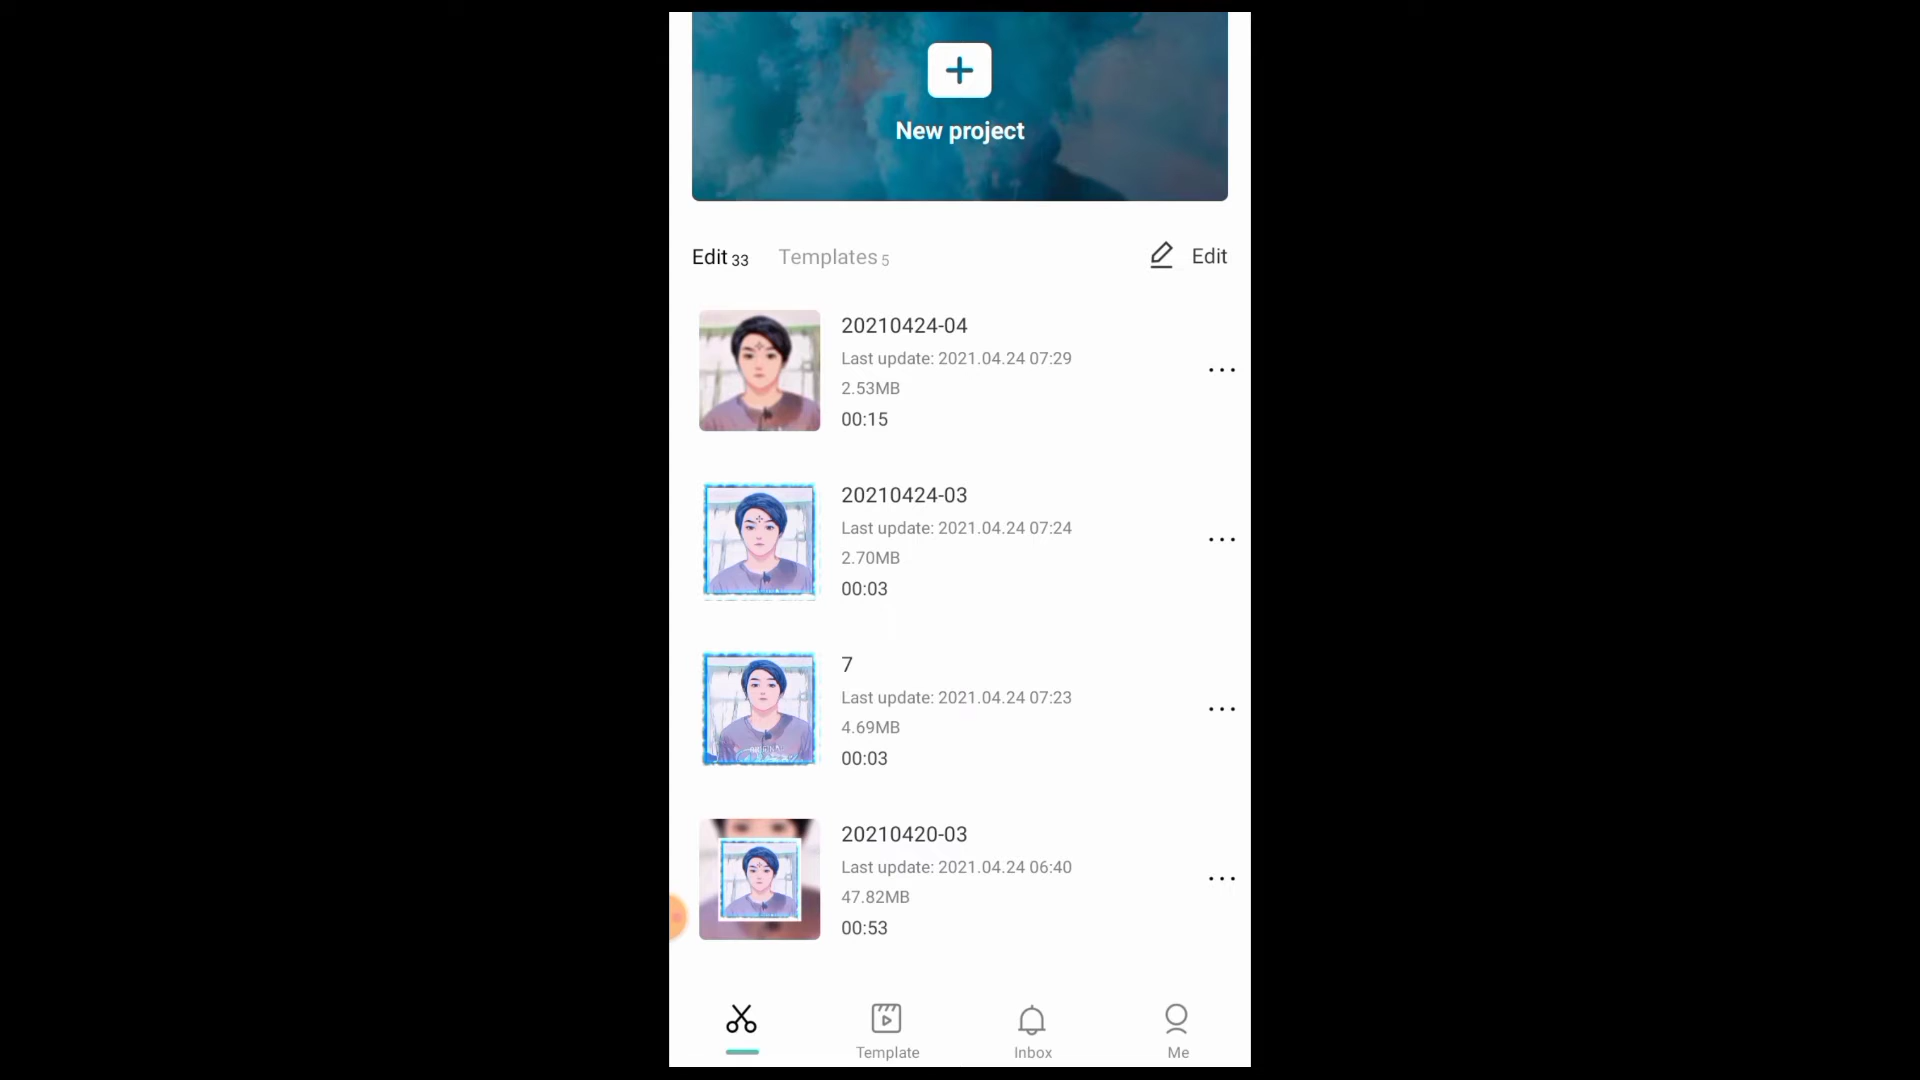 New project
Edit 33 Templates 5 Edit
20210424-04
Last update: 2021.04.24 07:29
2.53MB
00:15
20210424-03
Last update: 2021.04.24 07:24
2.70MB
00:03
7
Last update: 2021.04.24 07:23
4.69MB
00:03
20210420-03
Last update: 2021.04.24 06:40
47.82MB
00:53
Template Inbox Me